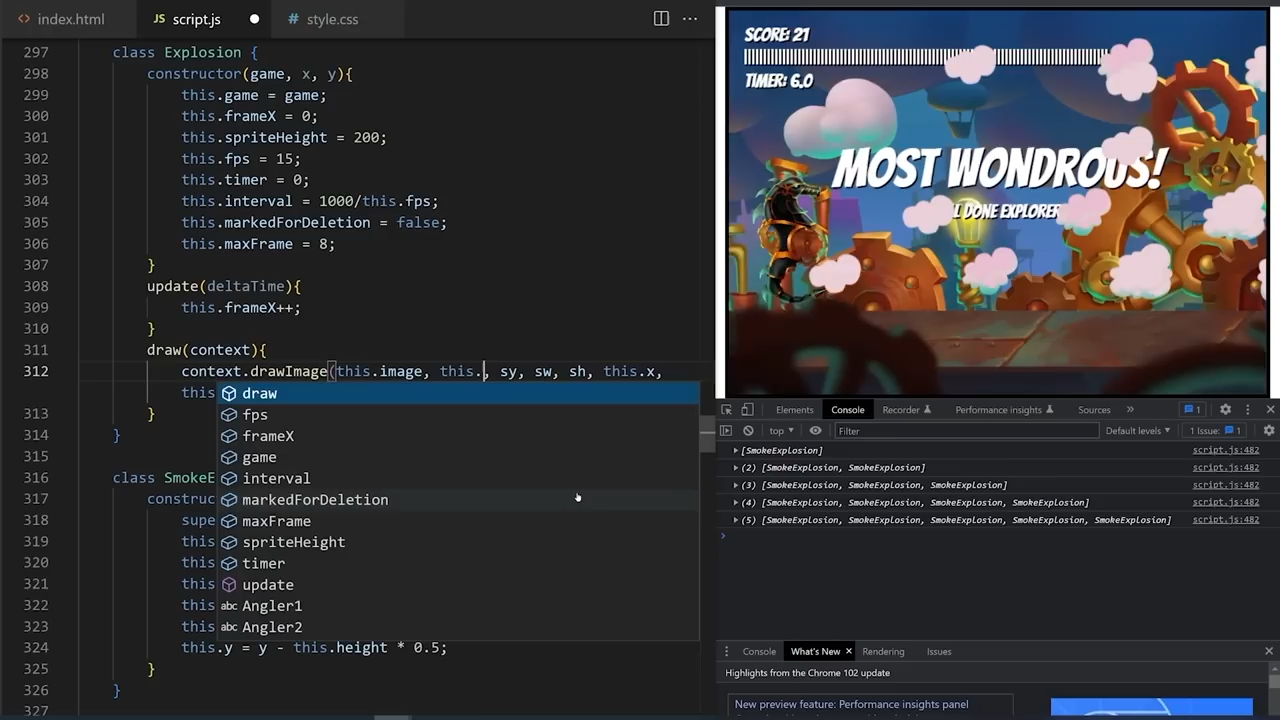 index.html
JS script.js
# style.css
297 class Explosion {
298 constructor(game, x, y){
299 this.game = game;
300 this.frameX = 0;
301 this.spriteHeight = 200;
302 this.fps = 15;
303 this.timer = 0;
304 this.interval = 1000/this.fps;
305 this.markedForDeletion = false;
306 this.maxFrame = 8;
307 }
308 update(deltaTime){
309 this.frameX++;
310 }
311 draw(context){
312 context.drawImage(this.image, this., sy, sw, sh, this.x,
this
313 }
314 }
315
316 class SmokeE
317 construc
318 supe
319 this
320 this
321 this
322 this
323 this
324 this.y = y - this.height * 0.5;
325 }
326 }
327
draw
fps
frameX
game
interval
markedForDeletion
maxFrame
spriteHeight
timer
update
abc Angler1
abc Angler2
SCORE: 21
TIMER: 6.0
MOST WONDROUS!
L DONE EXPLORER
Elements Console Recorder Performance insights Sources » 1
top Filter Default levels 1 Issue: 1
[SmokeExplosion] script.js:482
(2) [SmokeExplosion, SmokeExplosion] script.js:482
(3) [SmokeExplosion, SmokeExplosion, SmokeExplosion] script.js:482
(4) [SmokeExplosion, SmokeExplosion, SmokeExplosion, SmokeExplosion] script.js:482
(5) [SmokeExplosion, SmokeExplosion, SmokeExplosion, SmokeExplosion, SmokeExplosion] script.js:482
Console What's New Rendering Issues
Highlights from the Chrome 102 update
New preview feature: Performance insights panel